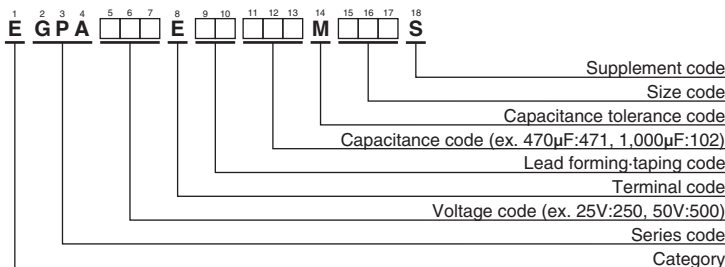 1 2 3 4 5 6 7 8 9 10 11 12 13 14 15 16 17 18
E GPA E M S
Supplement code
Size code
Capacitance tolerance code
Capacitance code (ex. 470µF:471, 1,000µF:102)
Lead forming·taping code
Terminal code
Voltage code (ex. 25V:250, 50V:500)
Series code
Category